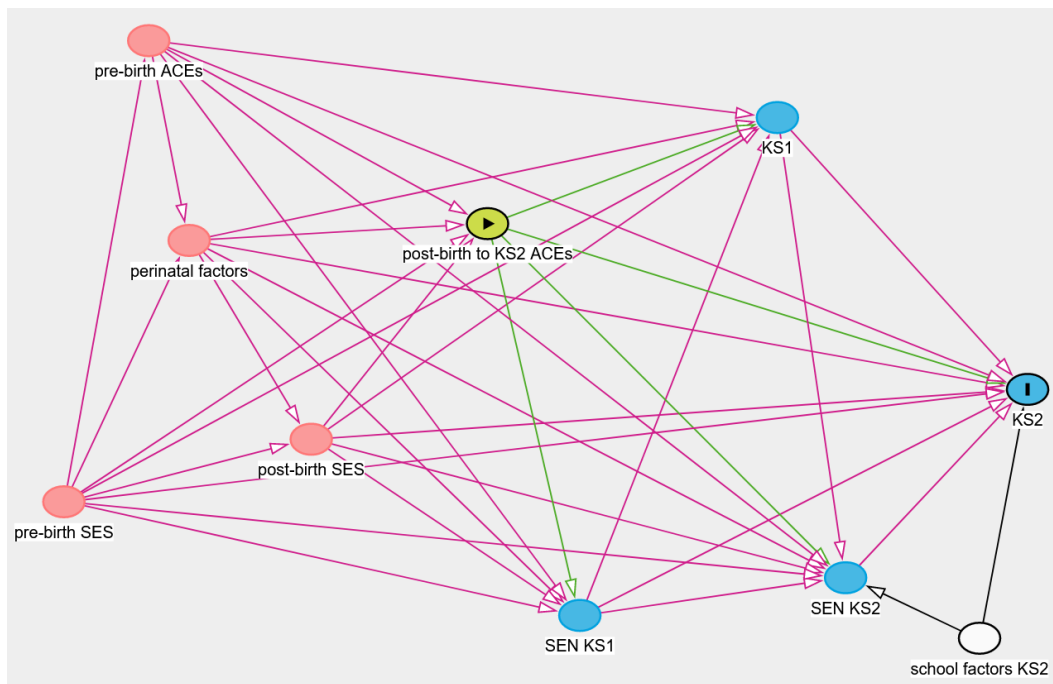 pre-birth ACEs
KS1
post-birth to KS2 ACEs
perinatal factors
KS2
post-birth SES
pre-birth SES
SEN KS2
SEN KS1
school factors KS2